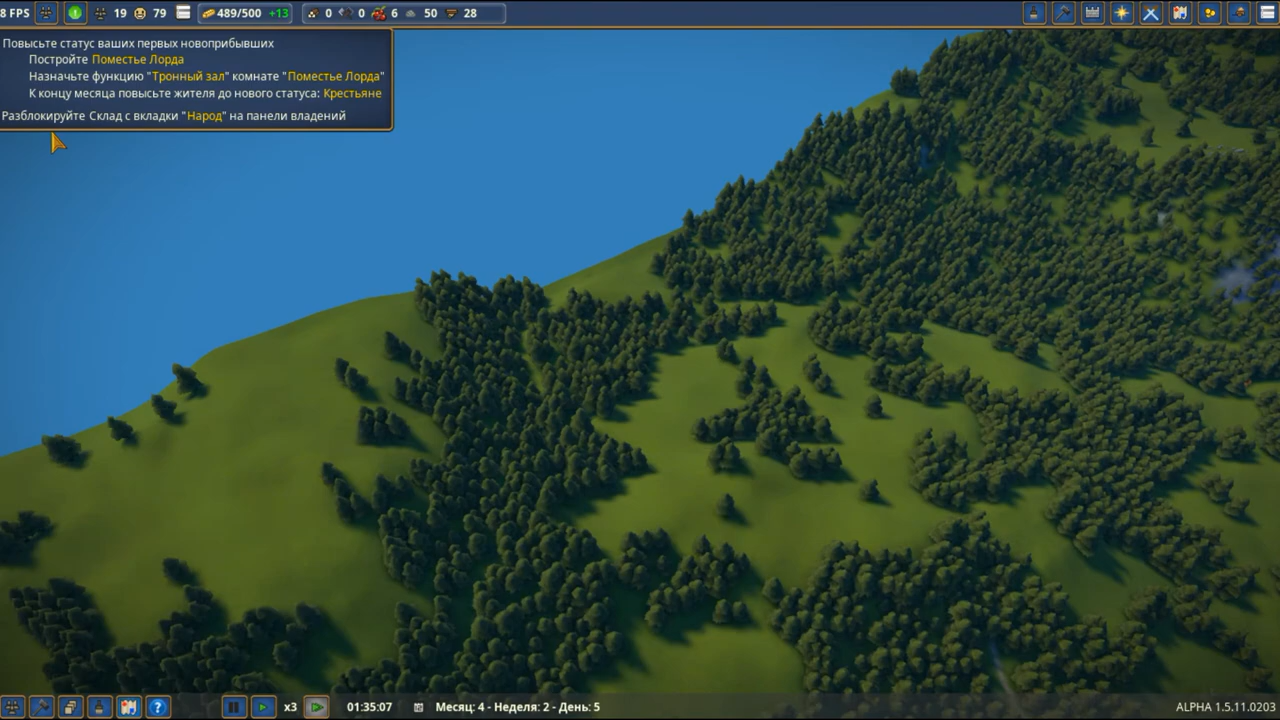 8 FPS 19 79 489/500 +13 0 0 6 50 28
Повысьте статус ваших первых новоприбывших
Постройте Поместье Лорда
Назначьте функцию "Тронный зал" комнате "Поместье Лорда"
К концу месяца повысьте жителя до нового статуса: Крестьяне
Разблокируйте Склад с вкладки "Народ" на панели владений
x3 01:35:07 Месяц: 4 - Неделя: 2 - День: 5 ALPHA 1.5.11.0203